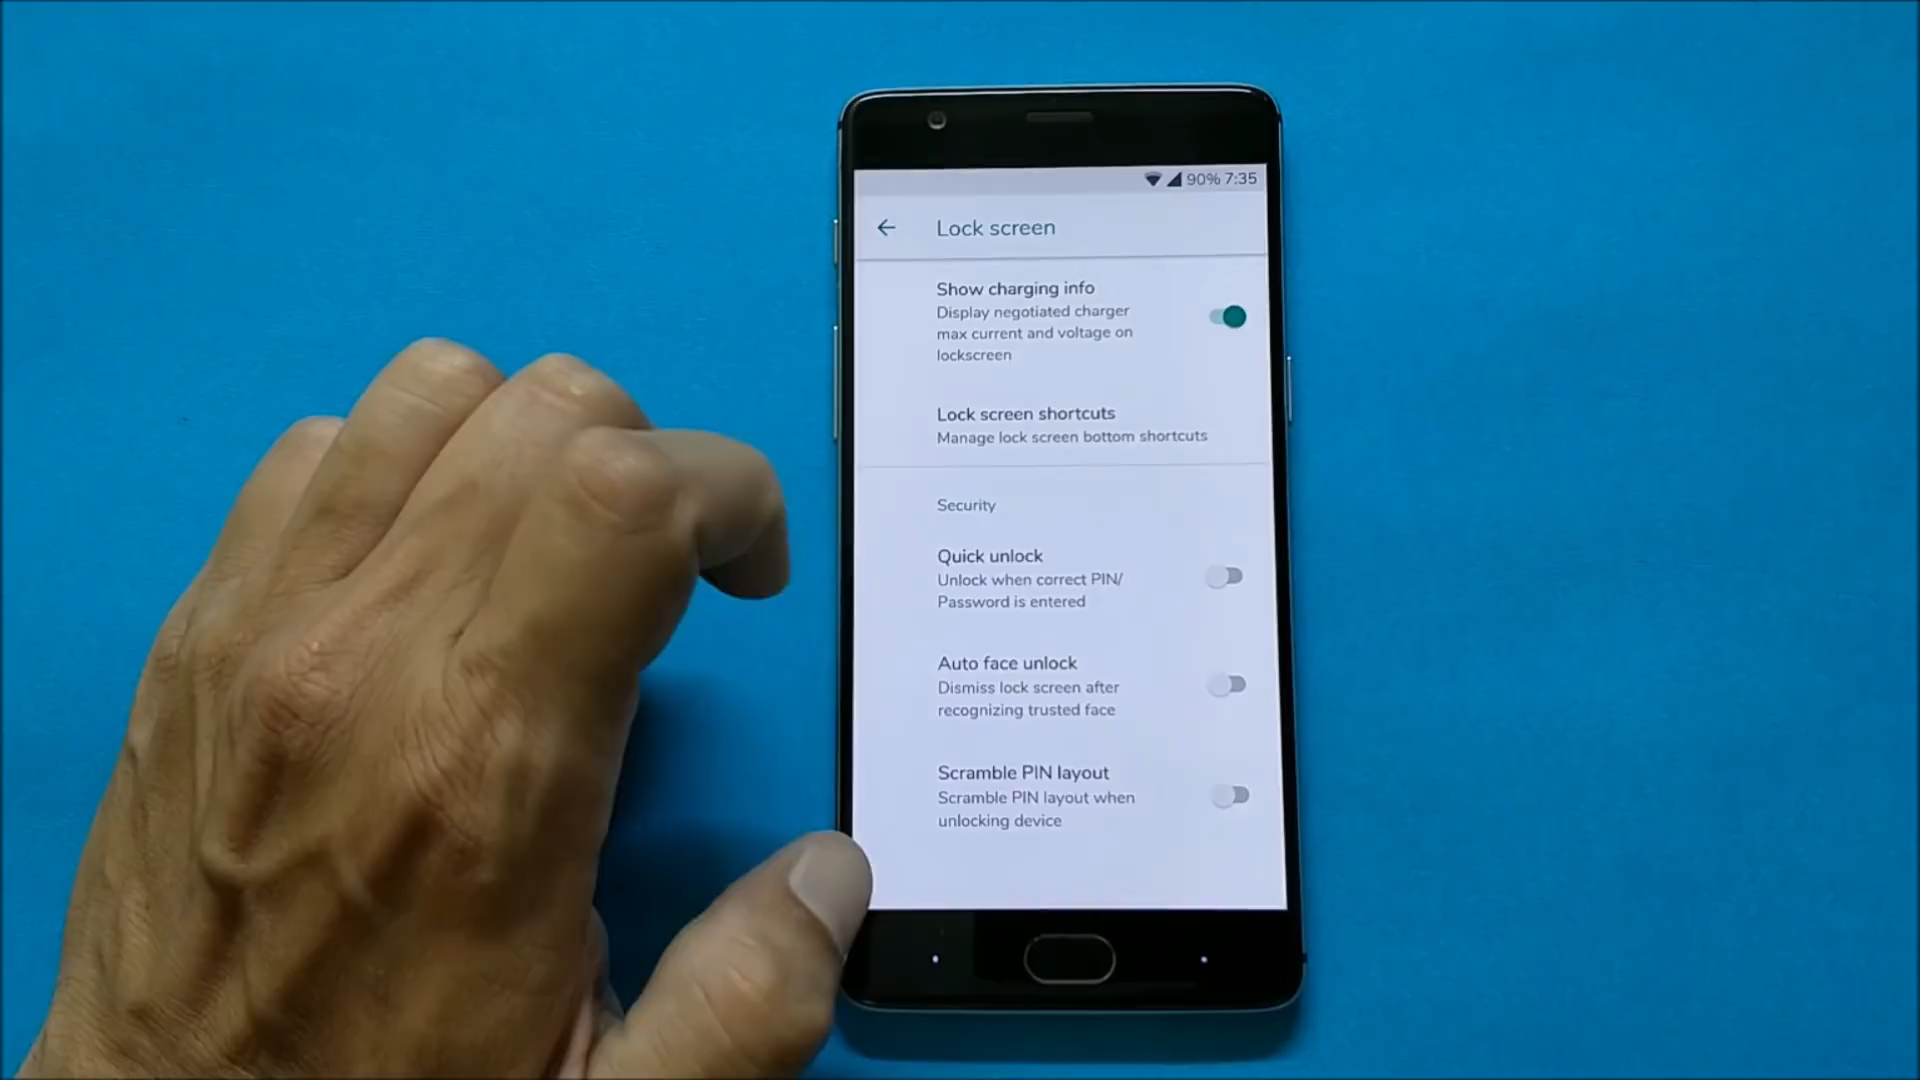 90% 7:35
Lock screen
Show charging info
Display negotiated charger
max current and voltage on
lockscreen
Lock screen shortcuts
Manage lock screen bottom shortcuts
Security
Quick unlock
Unlock when correct PIN/
Password is entered
Auto face unlock
Dismiss lock screen after
recognizing trusted face
Scramble PIN layout
Scramble PIN layout when
unlocking device